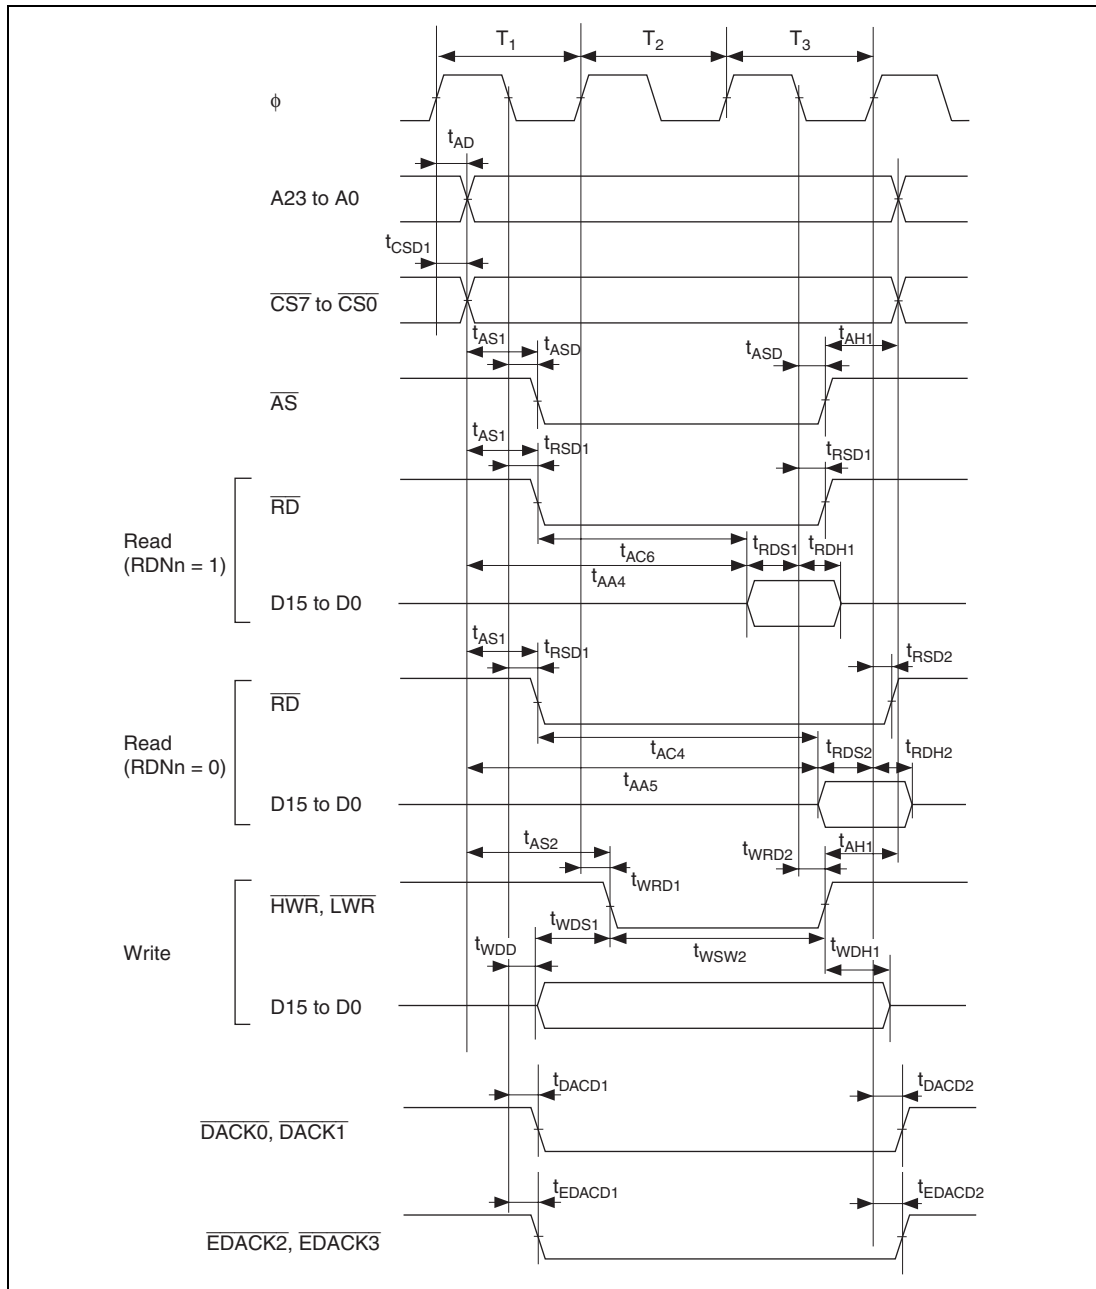 T1 T2 T3
ϕ
tAD
A23 to A0
tCSD1
CS7 to CS0
tAS1 tASD tASD tAH1
AS
tAS1 tRSD1 tRSD1
RD
Read
(RDNn = 1)
tAC6 tRDS1 tRDH1
tAA4
D15 to D0
tAS1 tRSD1 tRSD2
RD
Read
(RDNn = 0)
tAC4 tRDS2 tRDH2
tAA5
D15 to D0
tAS2 tWRD2 tAH1
tWRD1
HWR, LWR
Write
tWDD tWDS1 tWSW2 tWDH1
D15 to D0
tDACD1 tDACD2
DACK0, DACK1
tEDACD1 tEDACD2
EDACK2, EDACK3